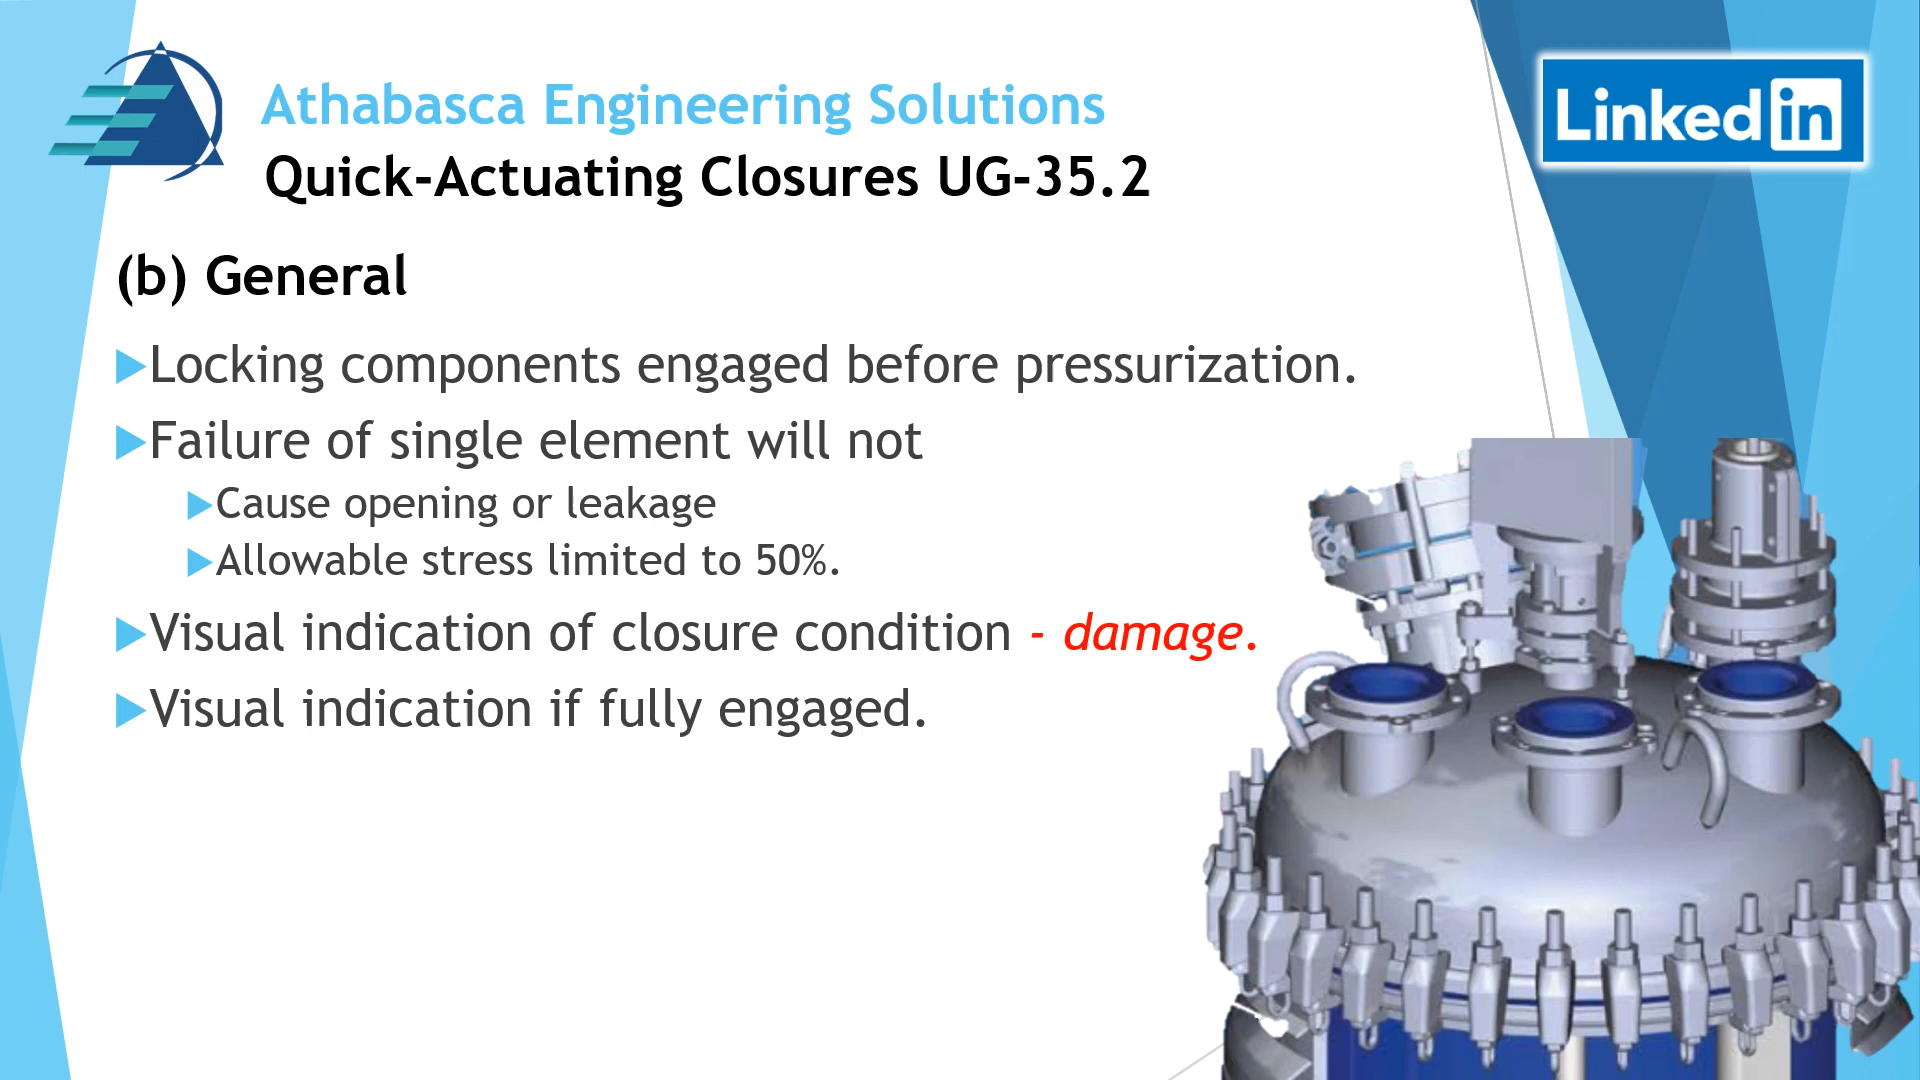 Athabasca Engineering Solutions
Quick-Actuating Closures UG-35.2
Linkedin
(b) General
Locking components engaged before pressurization.
Failure of single element will not
Cause opening or leakage
Allowable stress limited to 50%.
Visual indication of closure condition - damage.
Visual indication if fully engaged.